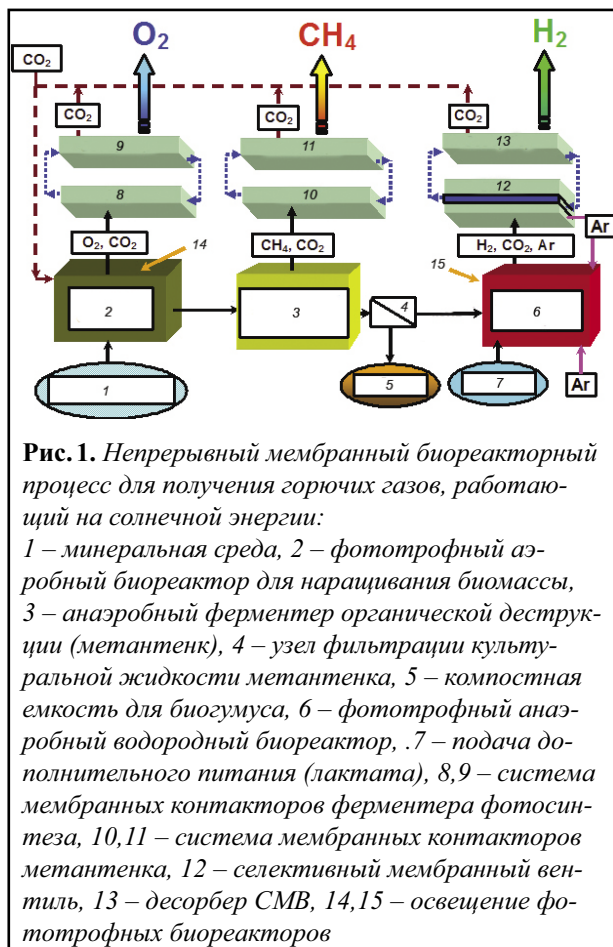 O₂ CH₄ H₂
CO₂
CO₂ CO₂ CO₂
9 11 13
8 10 12
Ar
O₂, CO₂ 14 CH₄, CO₂ H₂, CO₂, Ar
15
2 3 4 6
1 5 7 Ar
Рис. 1. Непрерывный мембранный биореакторный
процесс для получения горючих газов, работаю-
щий на солнечной энергии:
1 – минеральная среда, 2 – фототрофный аэ-
робный биореактор для наращивания биомассы,
3 – анаэробный ферментер органической деструк-
ции (метантенк), 4 – узел фильтрации культу-
ральной жидкости метантенка, 5 – компостная
емкость для биогумуса, 6 – фототрофный анаэ-
робный водородный биореактор, .7 – подача до-
полнительного питания (лактата), 8,9 – система
мембранных контакторов ферментера фотосин-
теза, 10,11 – система мембранных контакторов
метантенка, 12 – селективный мембранный вен-
тиль, 13 – десорбер СМВ, 14,15 – освещение фо-
тотрофных биореакторов